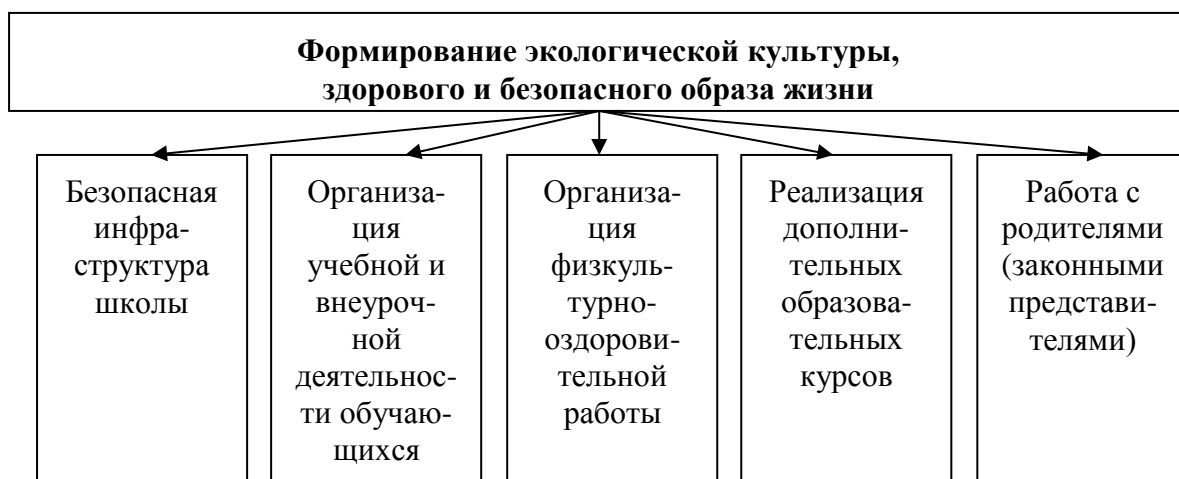 Формирование экологической культуры,
здорового и безопасного образа жизни
Безопасная
инфра-
структура
школы
Организа-
ция
учебной и
внеуроч-
ной
деятельнос-
ти обучаю-
щихся
Организа-
ция
физкуль-
турно-
оздорови-
тельной
работы
Реализация
дополни-
тельных
образова-
тельных
курсов
Работа с
родителями
(законными
представи-
телями)